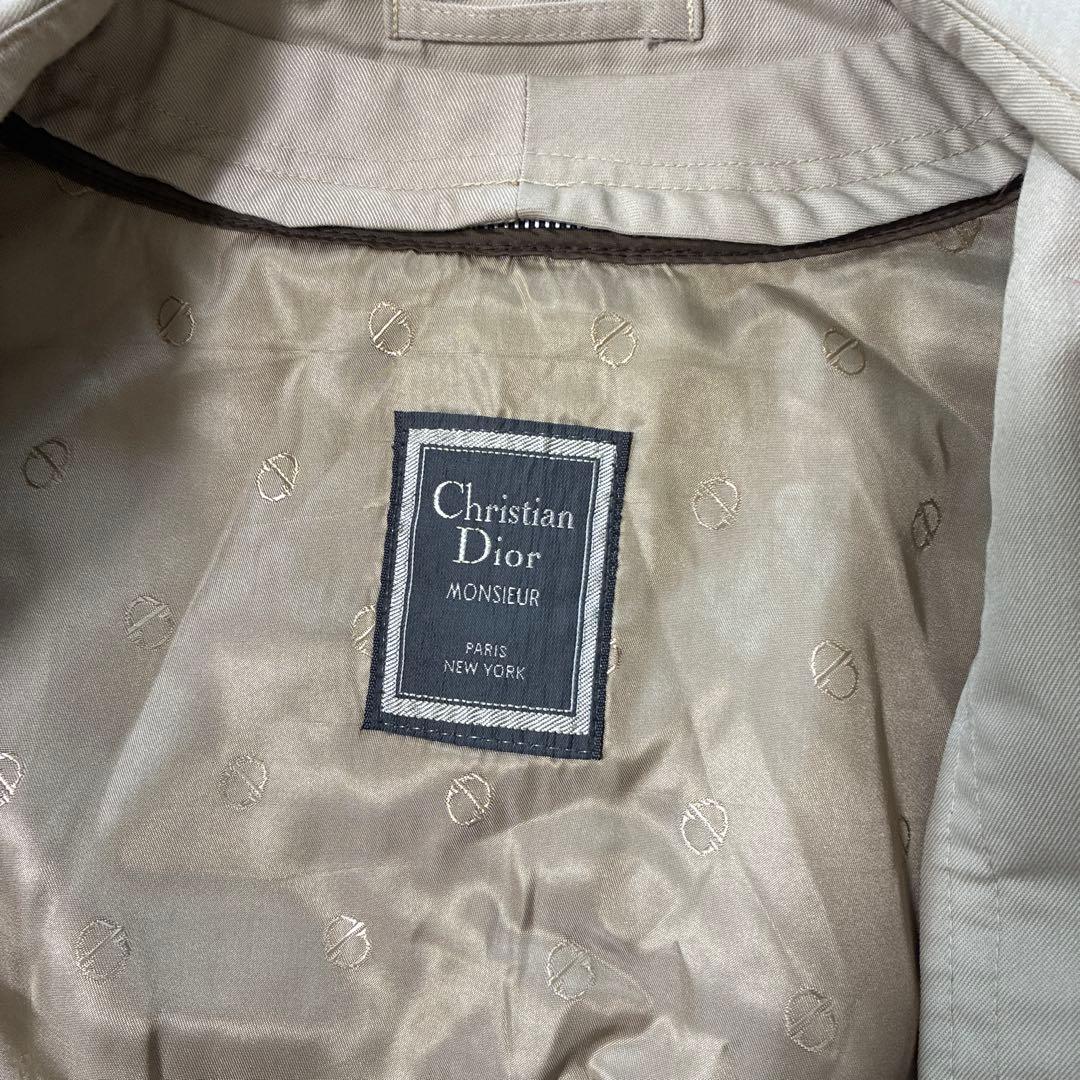 Christian
Dior
MONSIEUR
PARIS
NEW YORK